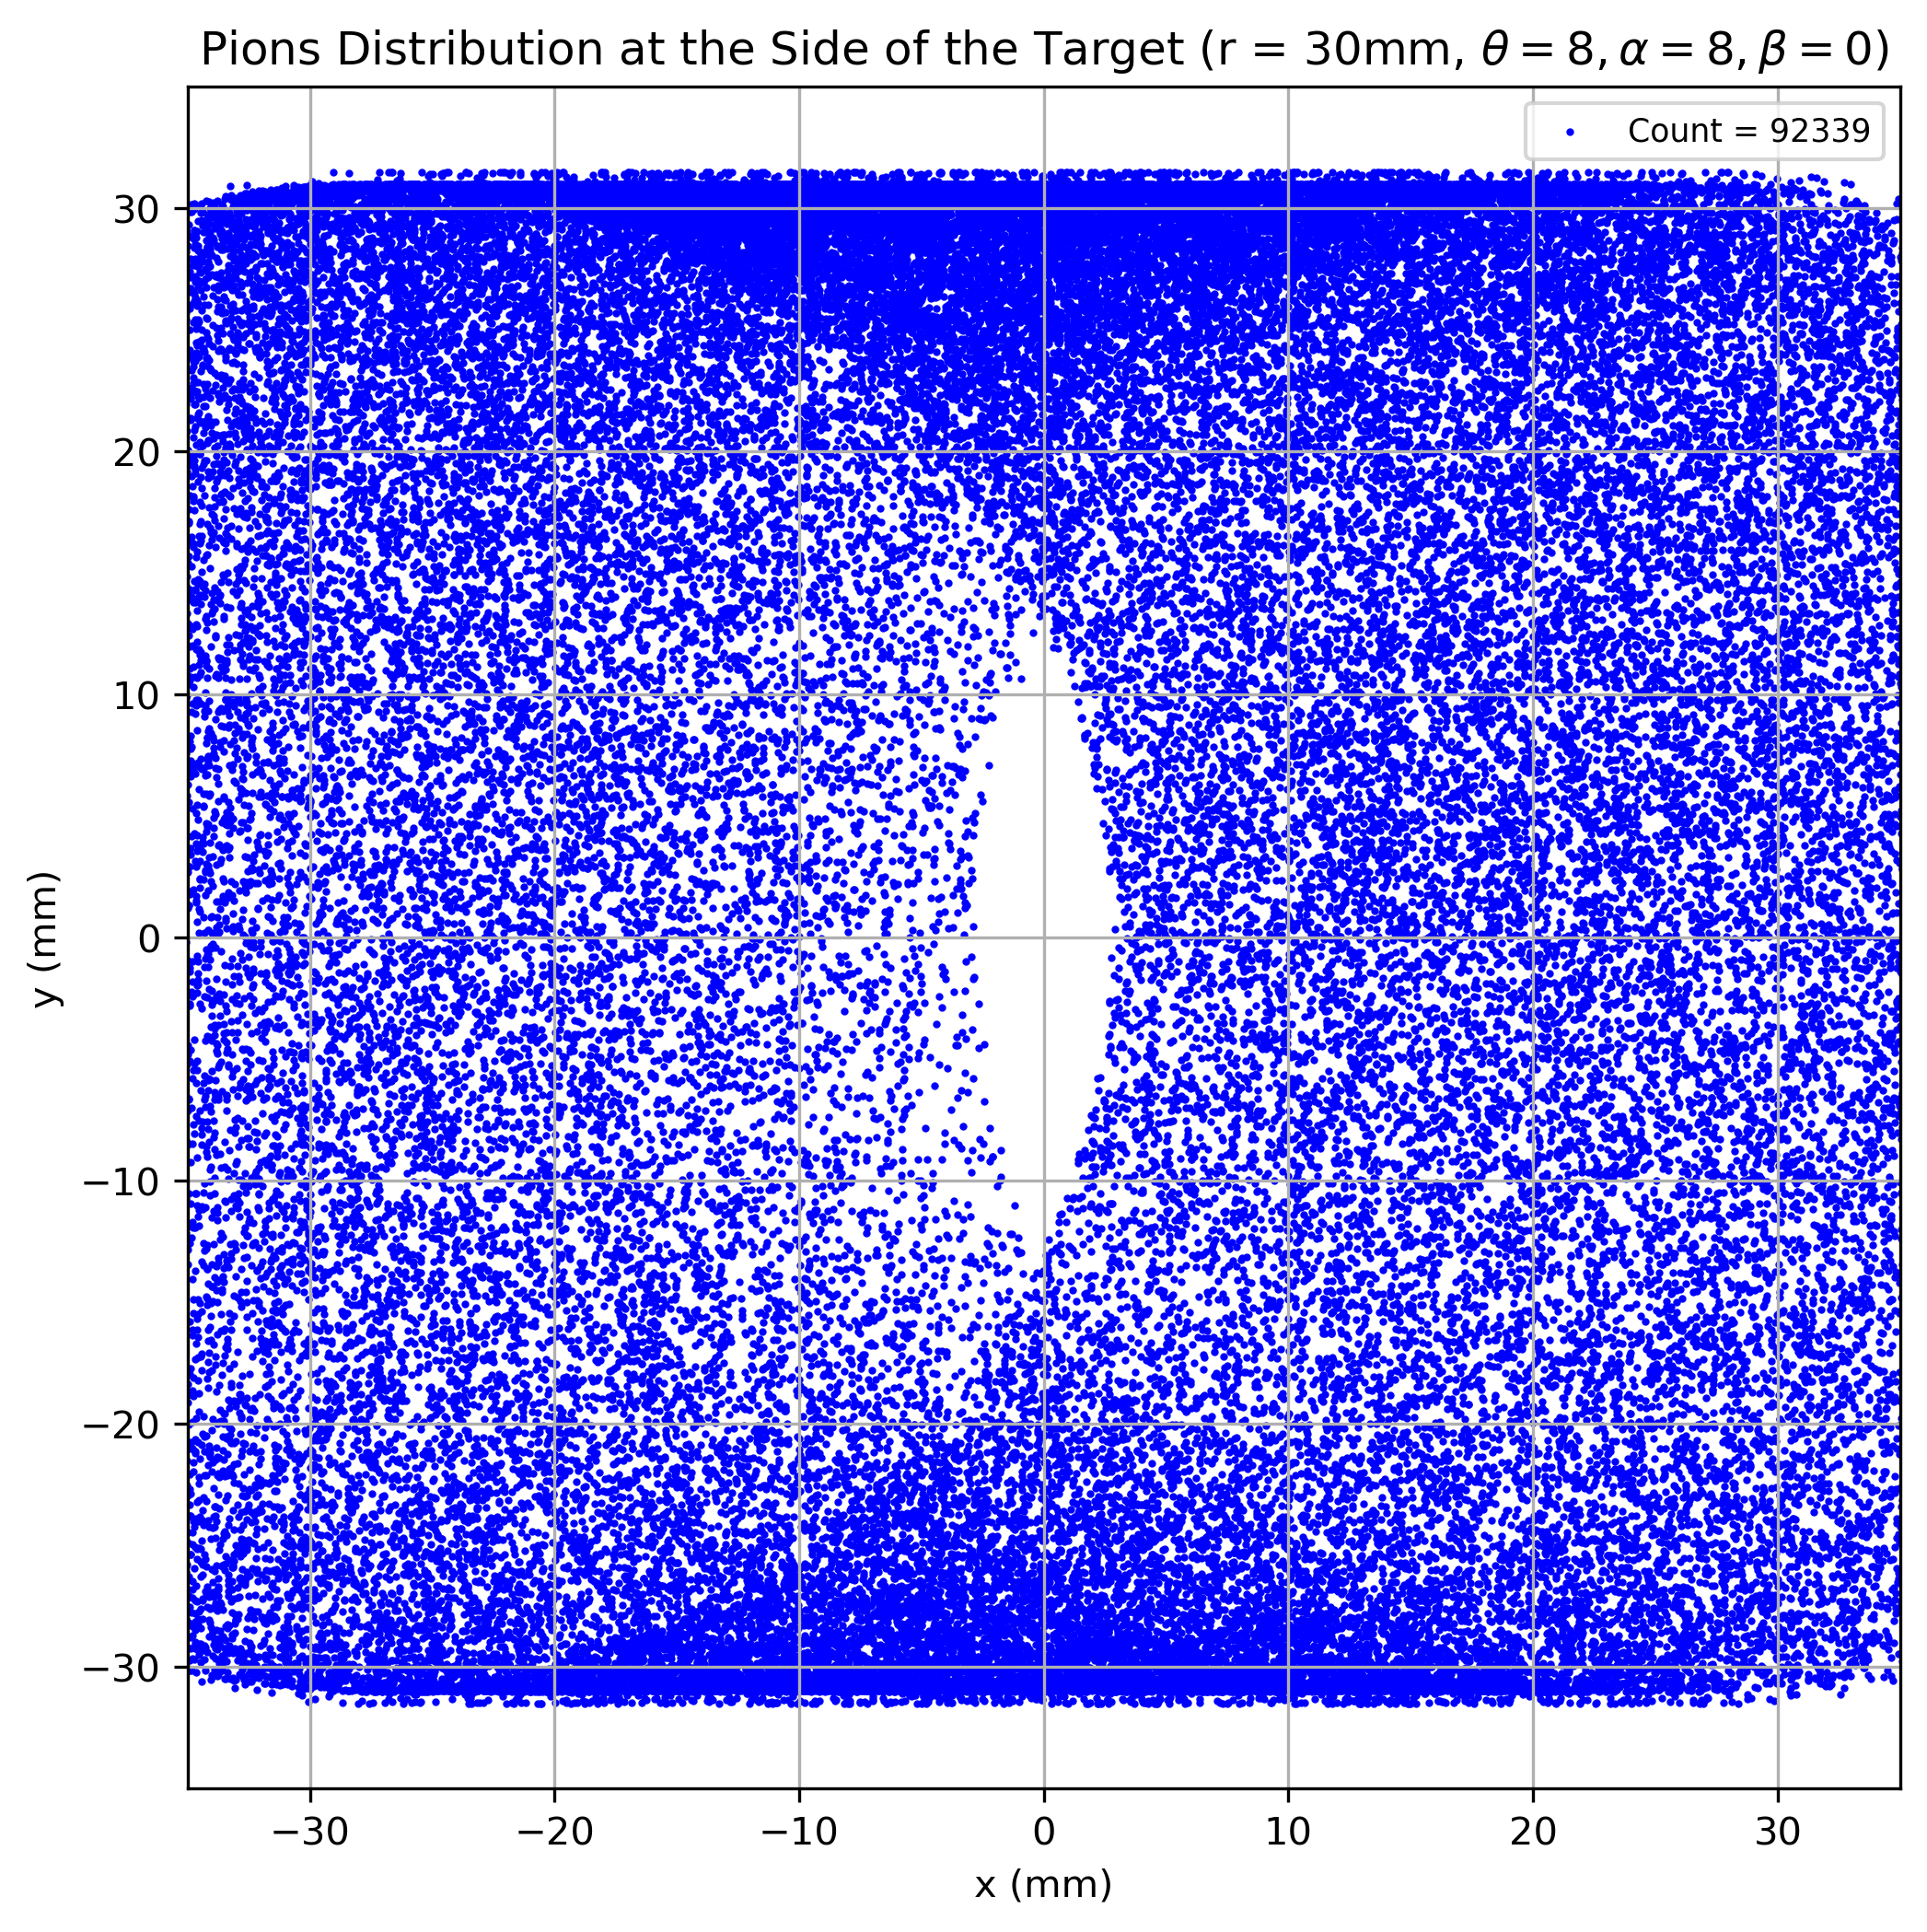 Pions Distribution at the Side of the Target (r = 30mm, θ = 8, α = 8, β = 0)
Count = 92339
30
20
10
0
−10
−20
−30
y (mm)
−30 −20 −10 0 10 20 30
x (mm)